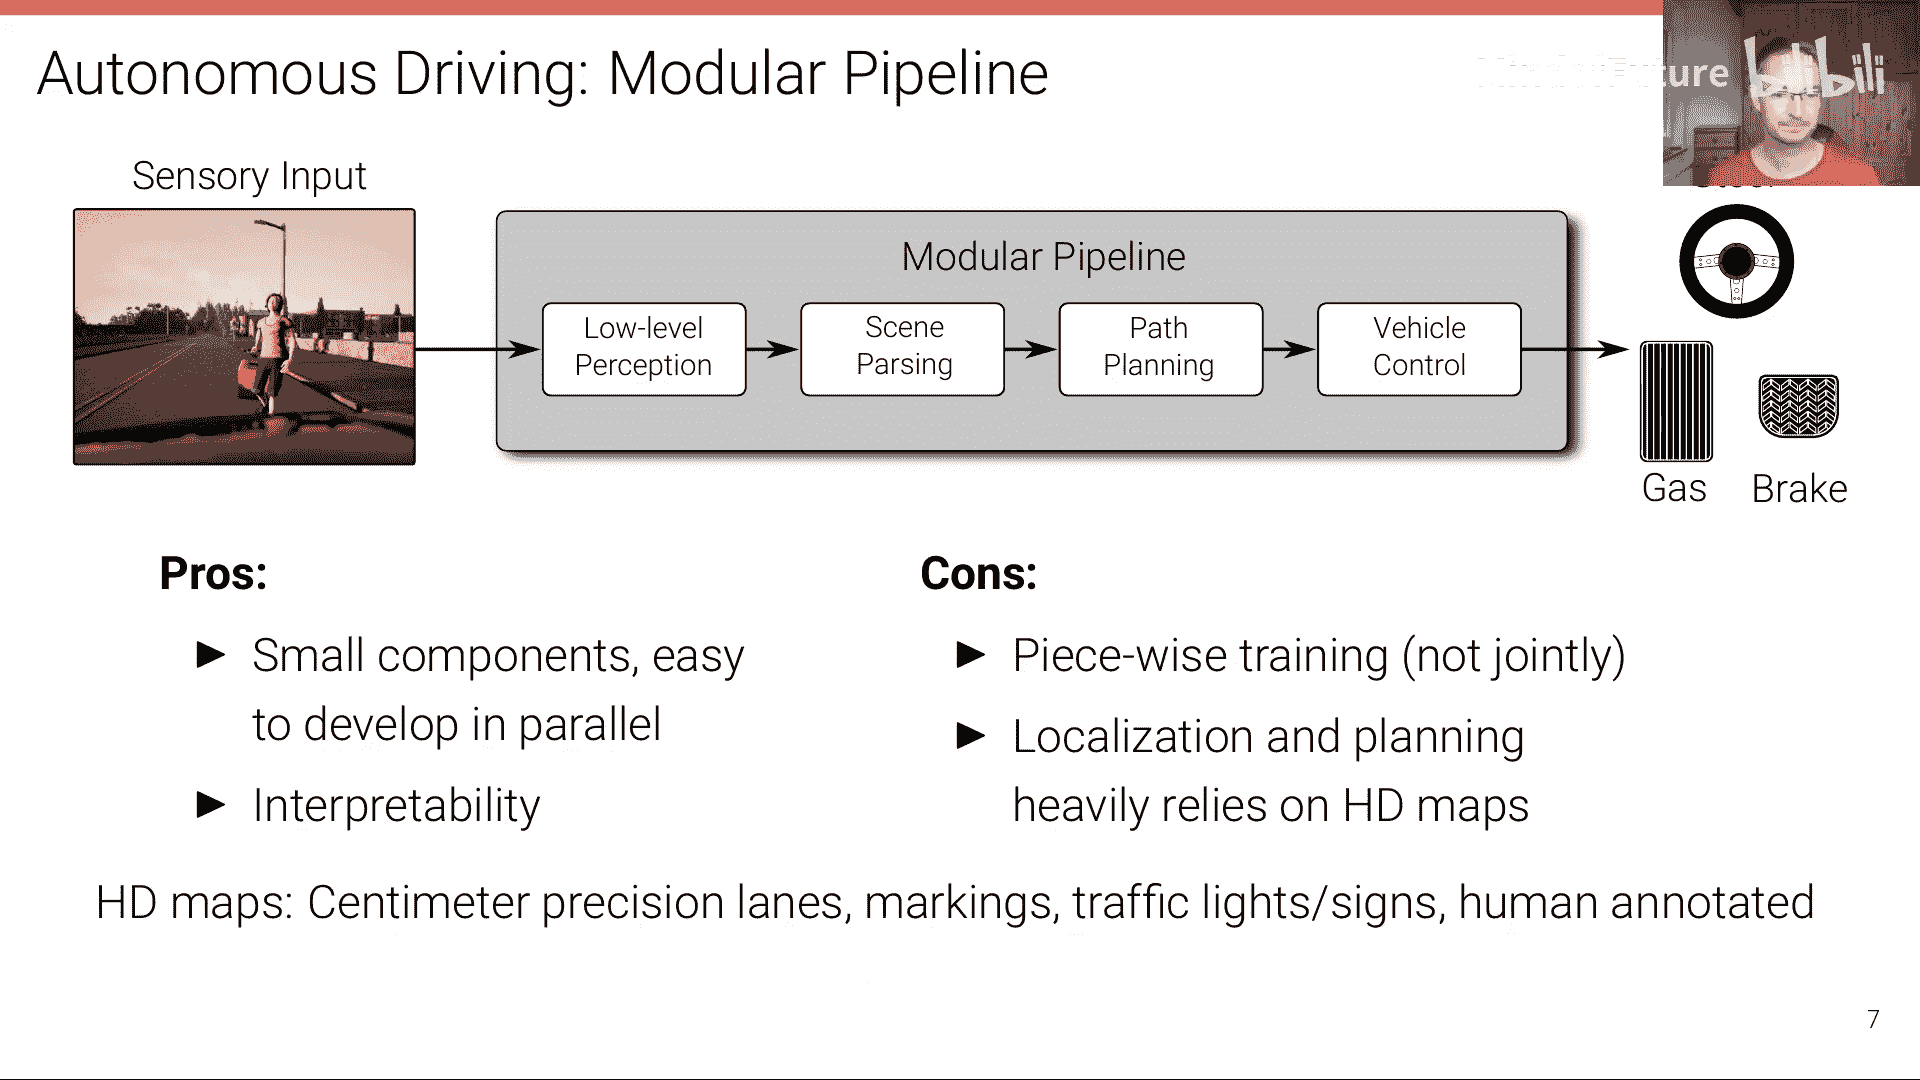 Autonomous Driving: Modular Pipeline
bilibili
Sensory Input
Modular Pipeline
Low-level
Perception
Scene
Parsing
Path
Planning
Vehicle
Control
Gas
Brake
Pros:
Small components, easy
to develop in parallel
Interpretability
Cons:
Piece-wise training (not jointly)
Localization and planning
heavily relies on HD maps
HD maps: Centimeter precision lanes, markings, traffic lights/signs, human annotated
7